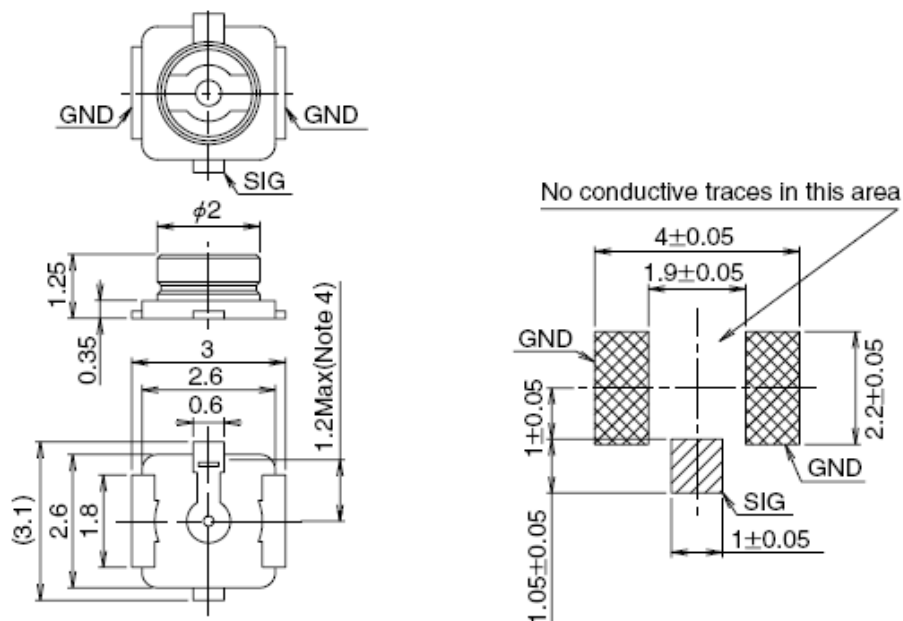 GND
GND
SIG
ϕ2
1.25
0.35
3
2.6
0.6
1.2Max(Note 4)
(3.1)
2.6
1.8
No conductive traces in this area
4±0.05
1.9±0.05
GND
1±0.05
2.2±0.05
GND
SIG
1.05±0.05
1±0.05